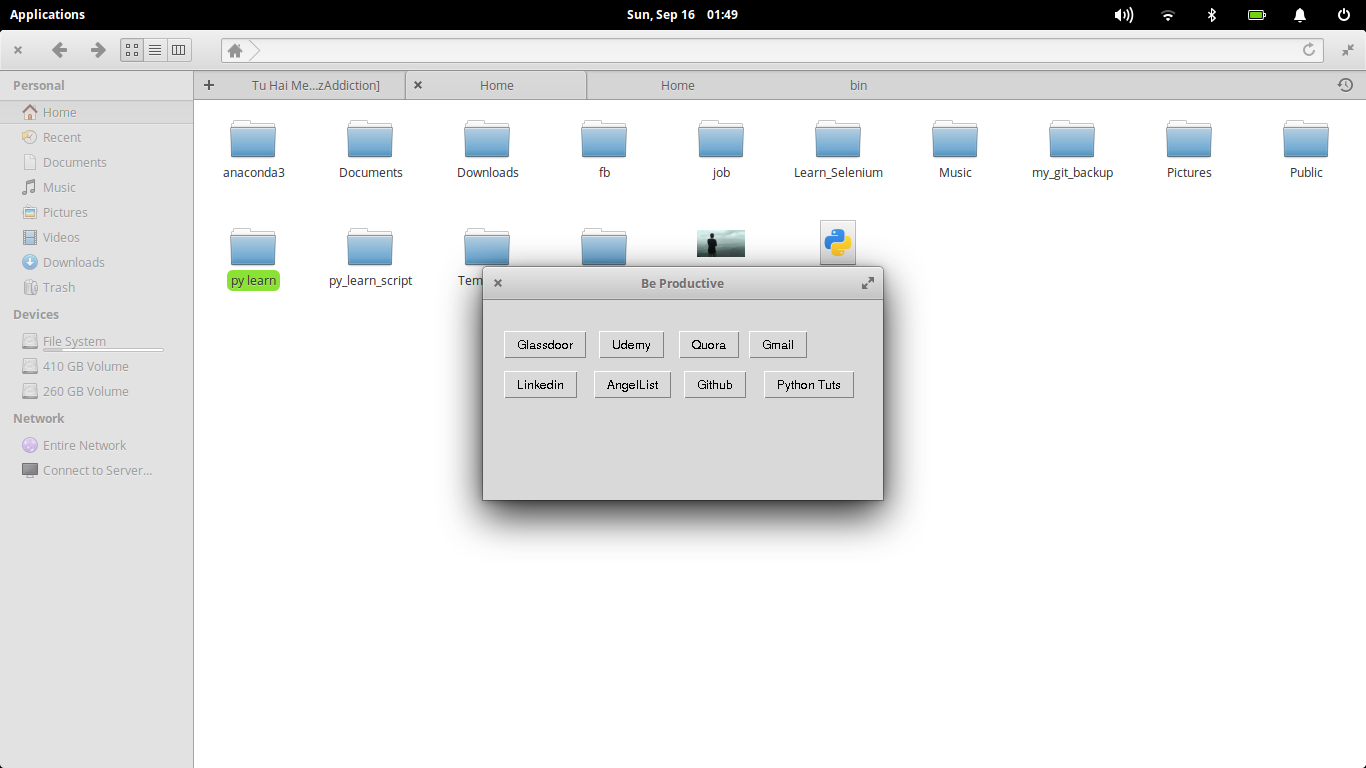 Applications
Sun, Sep 16 01:49
Personal
Tu Hai Me...zAddiction]
Home
Home
bin
Home
Recent
Documents
Music
Pictures
Videos
Downloads
Trash
Devices
File System
410 GB Volume
260 GB Volume
Network
Entire Network
Connect to Server...
anaconda3
Documents
Downloads
fb
job
Learn_Selenium
Music
my_git_backup
Pictures
Public
py learn
py_learn_script
Tem
Be Productive
Glassdoor
Udemy
Quora
Gmail
Linkedin
AngelList
Github
Python Tuts